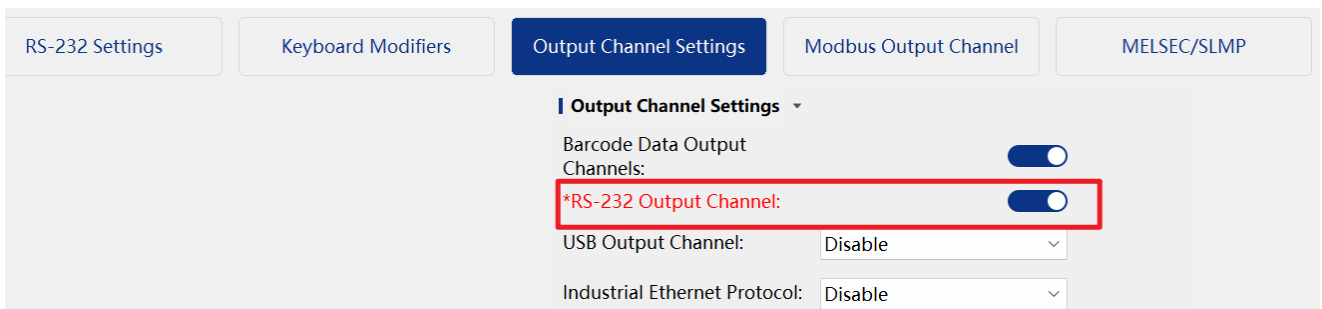 RS-232 Settings
Keyboard Modifiers
Output Channel Settings
Modbus Output Channel
MELSEC/SLMP
Output Channel Settings
Barcode Data Output
Channels:
*RS-232 Output Channel:
USB Output Channel:
Disable
Industrial Ethernet Protocol:
Disable